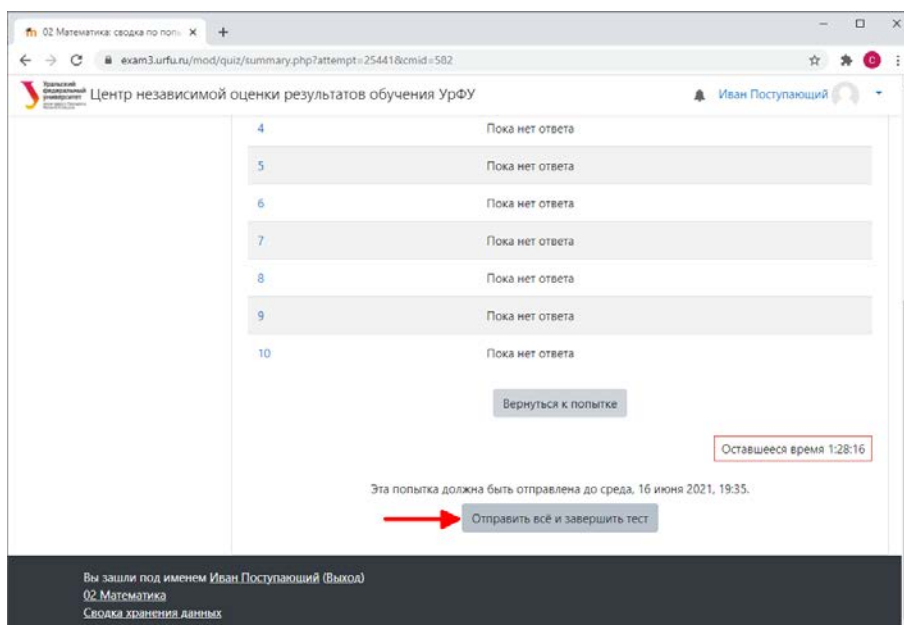 02 Математика: сводка по попы
exam3.urfu.ru/mod/quiz/summary.php?attempt=25441&cmid=582
C
Уральский
федеральный
университет
Центр независимой оценки результатов обучения УрФУ
Иван Поступающий
4 Пока нет ответа
5 Пока нет ответа
6 Пока нет ответа
7 Пока нет ответа
8 Пока нет ответа
9 Пока нет ответа
10 Пока нет ответа
Вернуться к попытке
Оставшееся время 1:28:16
Эта попытка должна быть отправлена до среда, 16 июня 2021, 19:35.
Отправить всё и завершить тест
Вы зашли под именем Иван Поступающий (Выход)
02 Математика
Сводка хранения данных